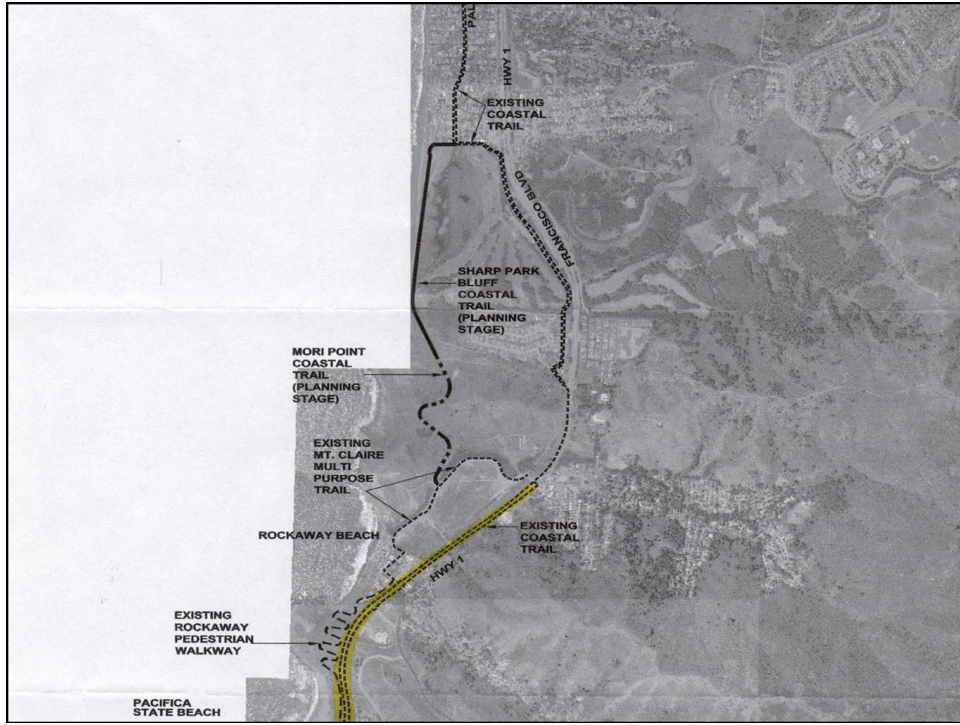 PAL
HWY 1
EXISTING
COASTAL
TRAIL
FRANCISCO BLVD
SHARP PARK
BLUFF
COASTAL
TRAIL
(PLANNING
STAGE)
MORI POINT
COASTAL
TRAIL
(PLANNING
STAGE)
EXISTING
MT. CLAIRE
MULTI
PURPOSE
TRAIL
ROCKAWAY BEACH
EXISTING
COASTAL
TRAIL
HWY 1
EXISTING
ROCKAWAY
PEDESTRIAN
WALKWAY
PACIFICA
STATE BEACH